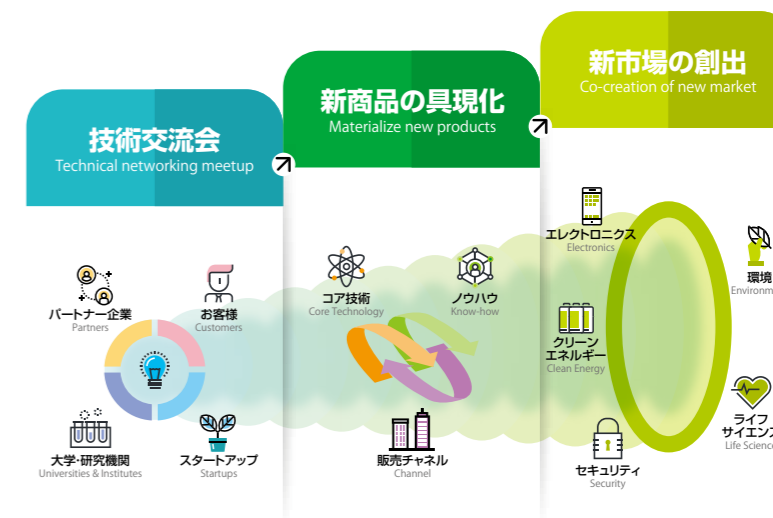 技術交流会
Technical networking meetup
新商品の具現化
Materialize new products
新市場の創出
Co-creation of new market
パートナー企業
Partners
お客様
Customers
大学・研究機関
Universities & Institutes
スタートアップ
Startups
コア技術
Core Technology
ノウハウ
Know-how
販売チャネル
Channel
エレクトロニクス
Electronics
クリーン
エネルギー
Clean Energy
セキュリティ
Security
環境
ライフ
Life Science